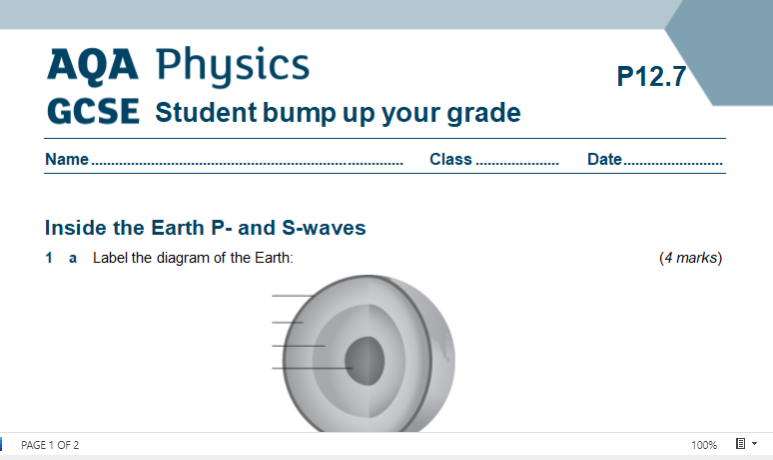 AQA Physics
P12.7
GCSE Student bump up your grade
Name.............................................................................. Class ..................... Date.........................
Inside the Earth P- and S-waves
1 a Label the diagram of the Earth: (4 marks)
PAGE 1 OF 2 100%